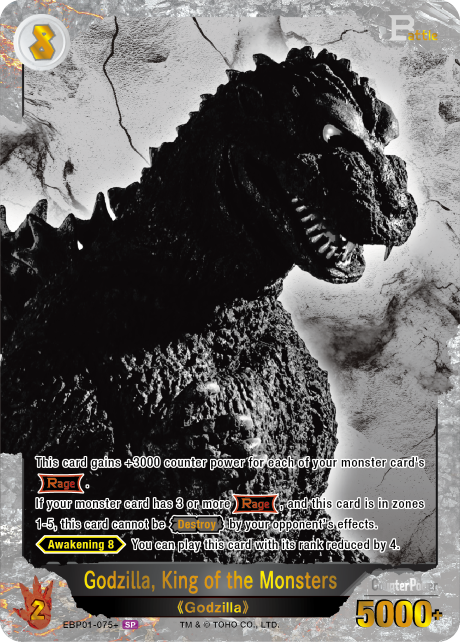 8
Battle
This card gains +3000 counter power for each of your monster card's
Rage .
If your monster card has 3 or more Rage , and this card is in zones
1-5, this card cannot be Destroy by your opponent's effects.
Awakening 8 You can play this card with its rank reduced by 4.
Godzilla, King of the Monsters
CounterPower
2
《Godzilla》
5000+
EBP01-075+ SP TM & © TOHO CO., LTD.